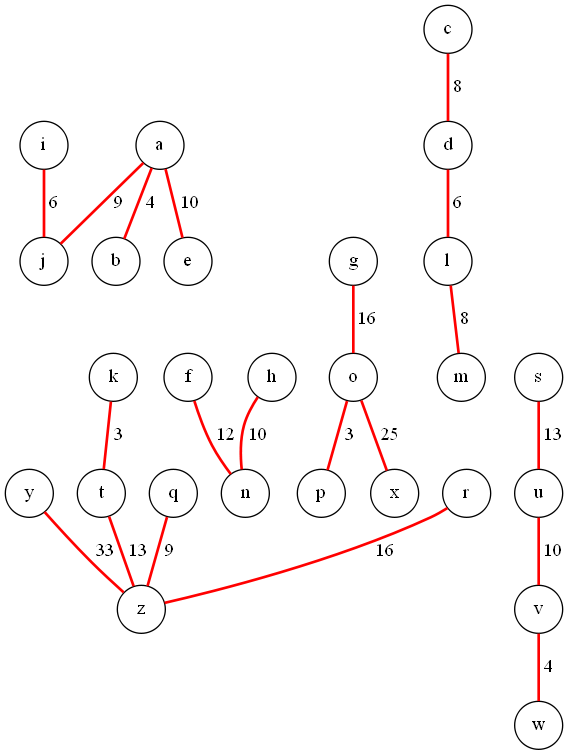 c
8
i a d
6 9 4 10 6
j b e g l
16 8
k f h o m s
3 12 10 3 25 13
y t q n p x r u
33 13 9 16 10
z v
4
w